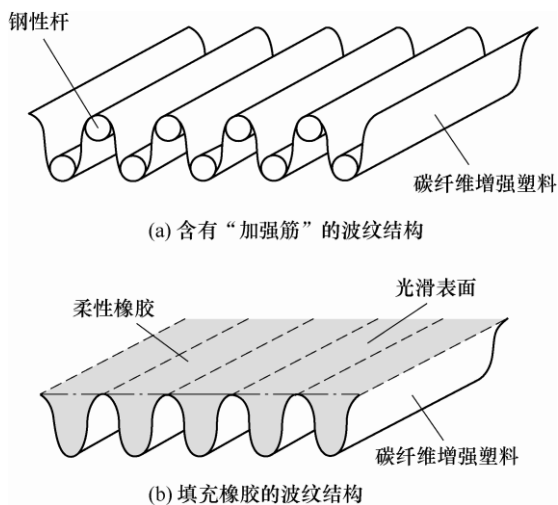 钢性杆
碳纤维增强塑料
(a) 含有“加强筋”的波纹结构
柔性橡胶
光滑表面
碳纤维增强塑料
(b) 填充橡胶的波纹结构